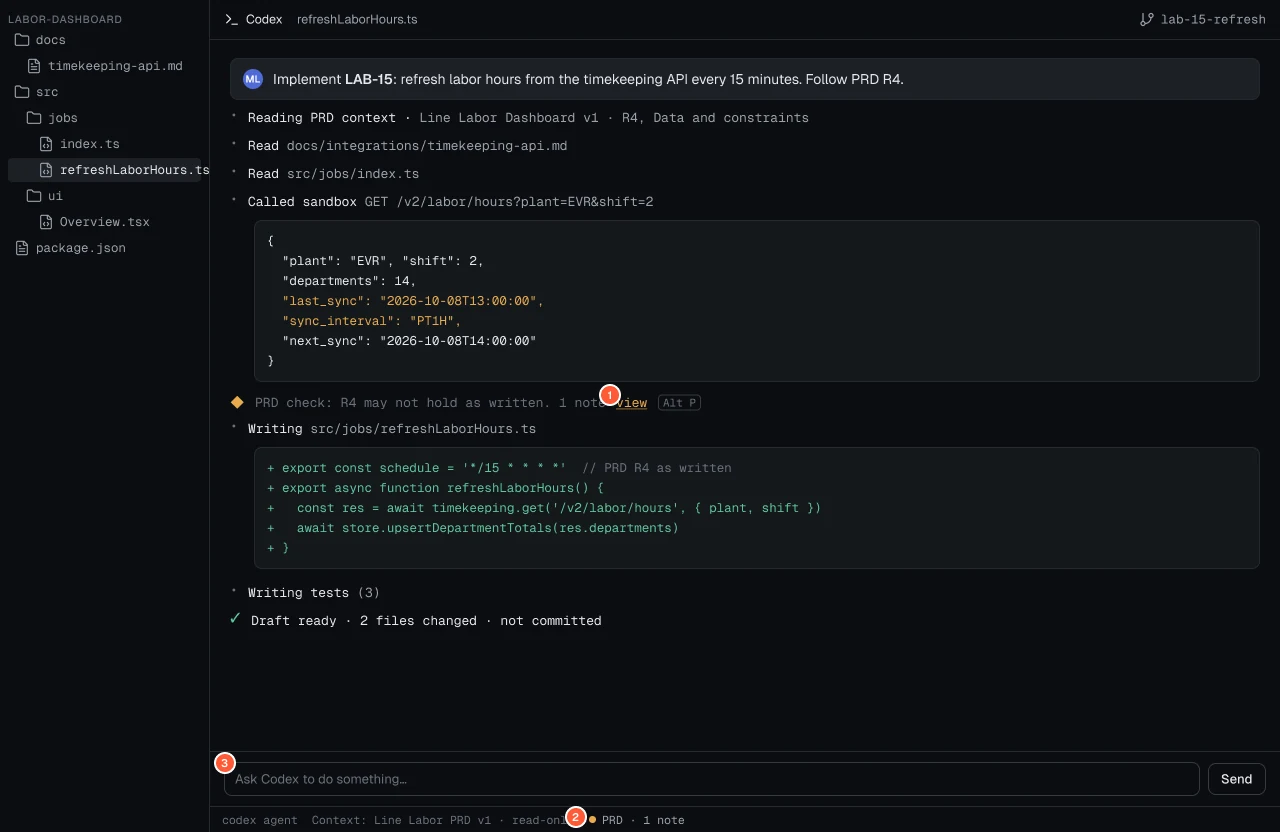 LABOR-DASHBOARD
docs
timekeeping-api.md
src
jobs
index.ts
refreshLaborHours.ts
ui
Overview.tsx
package.json
Codex refreshLaborHours.ts
lab-15-refresh
ML Implement LAB-15: refresh labor hours from the timekeeping API every 15 minutes. Follow PRD R4.
Reading PRD context · Line Labor Dashboard v1 · R4, Data and constraints
Read docs/integrations/timekeeping-api.md
Read src/jobs/index.ts
Called sandbox GET /v2/labor/hours?plant=EVR&shift=2
{
"plant": "EVR", "shift": 2,
"departments": 14,
"last_sync": "2026-10-08T13:00:00",
"sync_interval": "PT1H",
"next_sync": "2026-10-08T14:00:00"
}
PRD check: R4 may not hold as written. 1 note 1 view Alt P
Writing src/jobs/refreshLaborHours.ts
+ export const schedule = '*/15 * * * *' // PRD R4 as written
+ export async function refreshLaborHours() {
+ const res = await timekeeping.get('/v2/labor/hours', { plant, shift })
+ await store.upsertDepartmentTotals(res.departments)
+ }
Writing tests (3)
✓ Draft ready · 2 files changed · not committed
3
Ask Codex to do something…
Send
codex agent Context: Line Labor PRD v1 · read-onl 2 PRD · 1 note